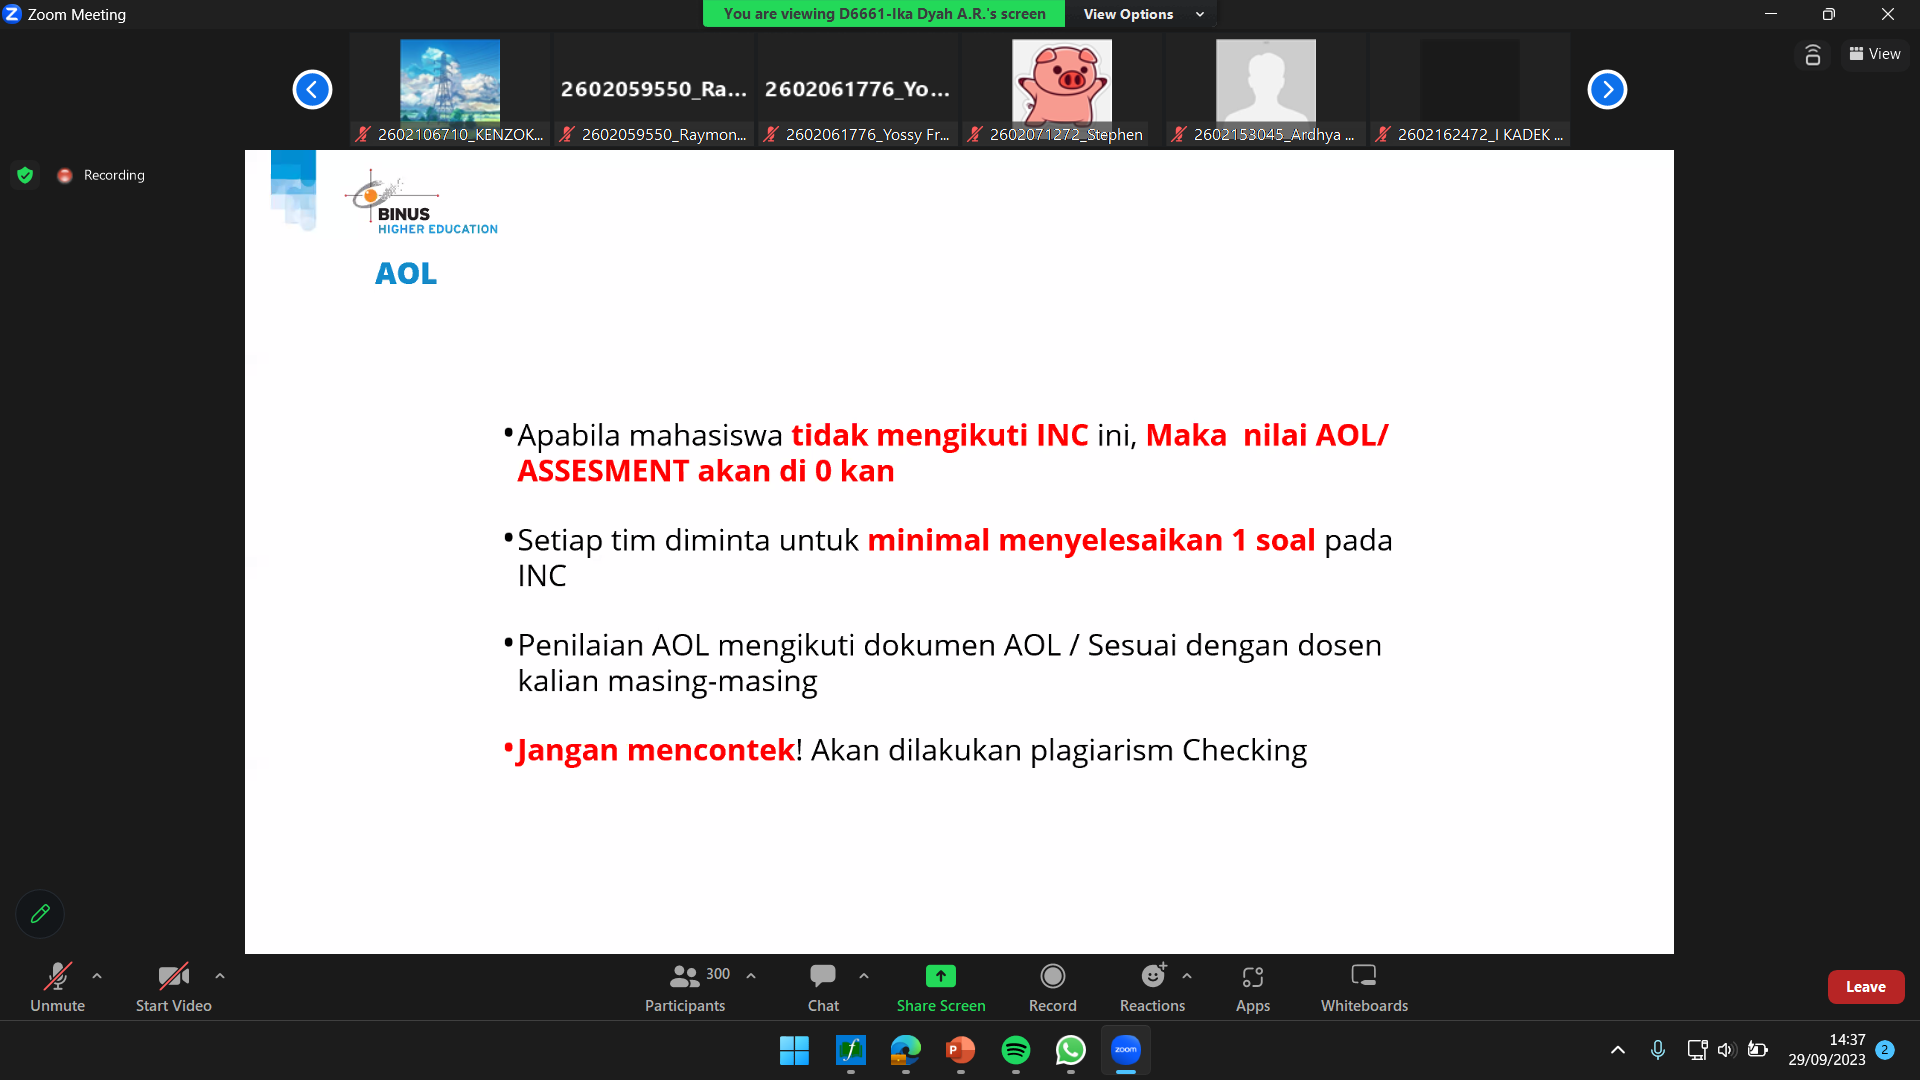 Zoom Meeting
You are viewing D6661-Ika Dyah A.R.'s screen
View Options
View
2602059550_Ra...
2602061776_Yo...
2602106710_KENZOK...
2602059550_Raymon...
2602061776_Yossy Fr...
2602071272_Stephen
2602153045_Ardhya ...
2602162472_I KADEK ...
Recording
BINUS
HIGHER EDUCATION
AOL
•Apabila mahasiswa tidak mengikuti INC ini, Maka  nilai AOL/
ASSESMENT akan di 0 kan
•Setiap tim diminta untuk minimal menyelesaikan 1 soal pada
INC
•Penilaian AOL mengikuti dokumen AOL / Sesuai dengan dosen
kalian masing-masing
•Jangan mencontek! Akan dilakukan plagiarism Checking
Unmute
Start Video
300
Participants
Chat
Share Screen
Record
Reactions
Apps
Whiteboards
Leave
zoom
14:37
29/09/2023
2